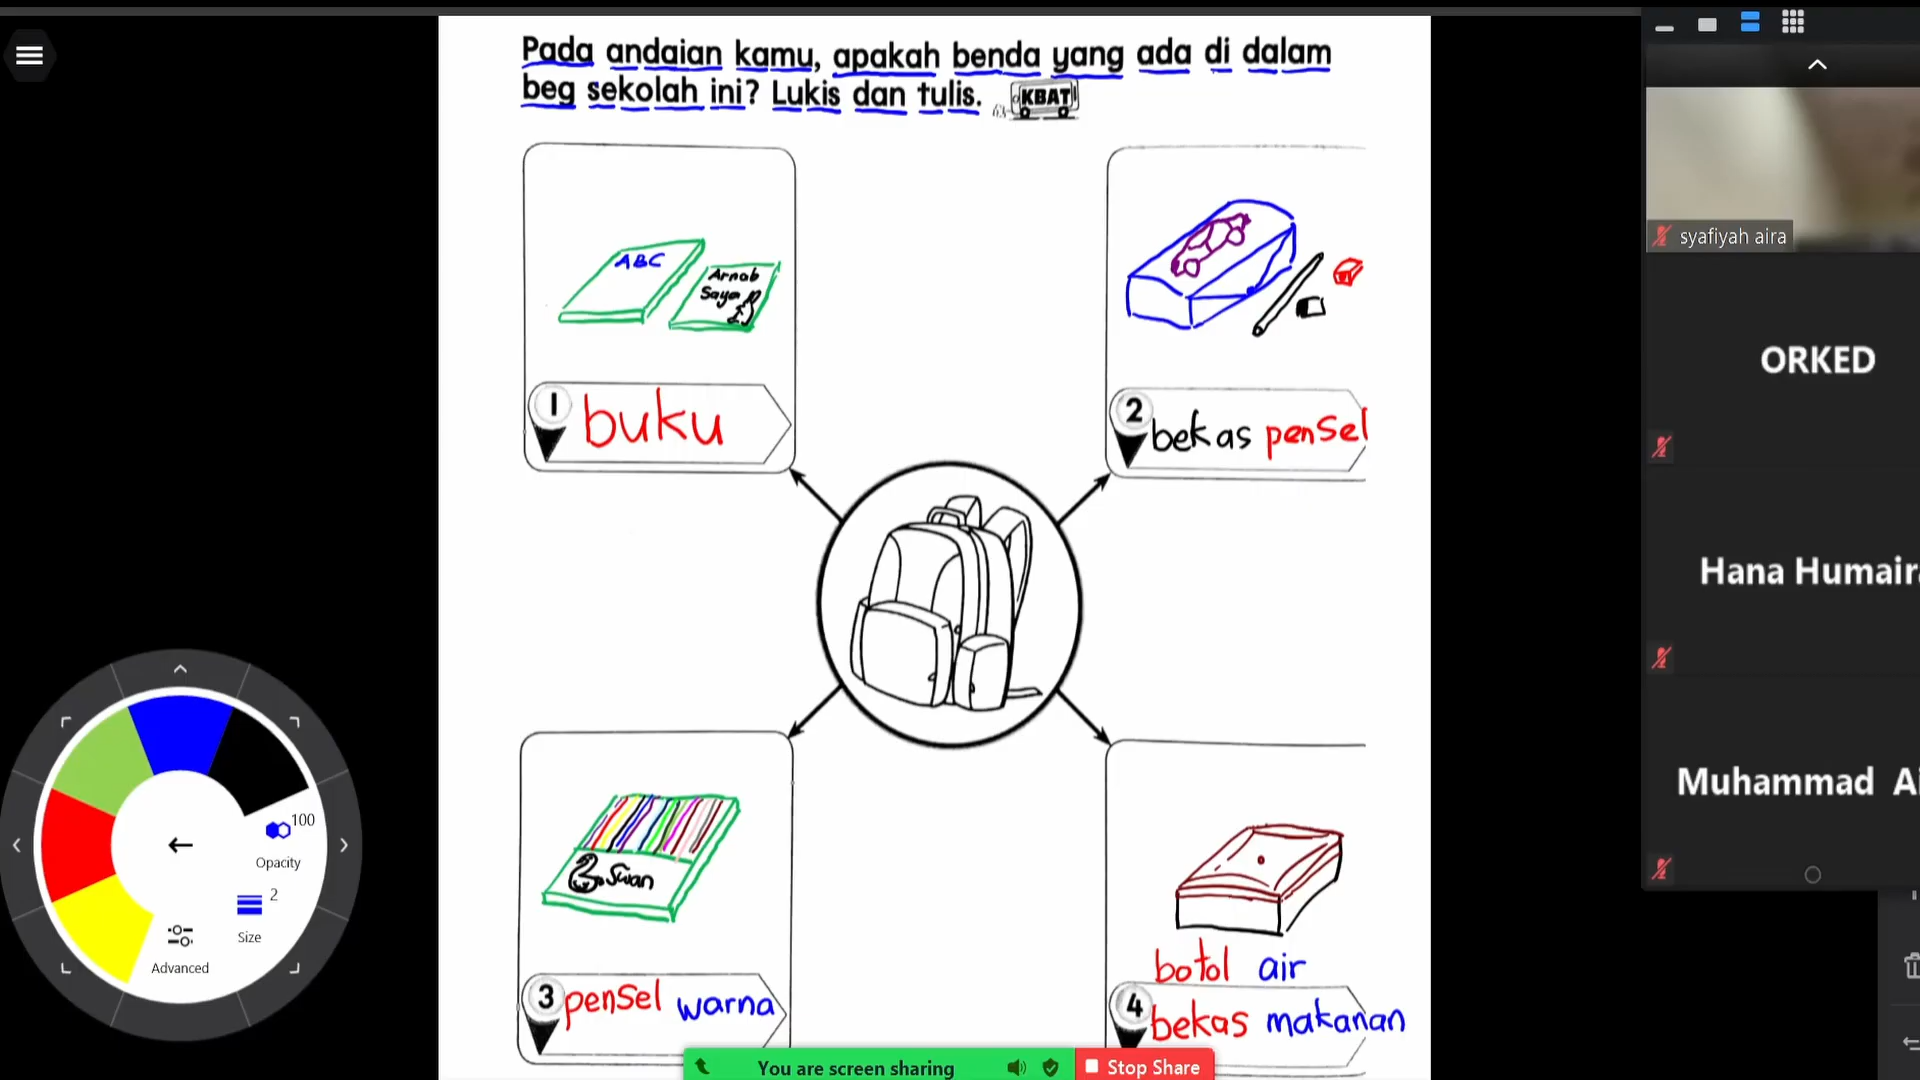 Pada andaian kamu, apakah benda yang ada di dalam
beg sekolah ini? Lukis dan tulis. KBAT
ABC
Arnab
Saya
1 buku
2 bekas pensel
Swan
3 pensel warna
botol air
4 bekas makanan
100
Opacity
2
Size
Advanced
syafiyah aira
ORKED
Hana Humaira
Muhammad Ai
You are screen sharing
Stop Share